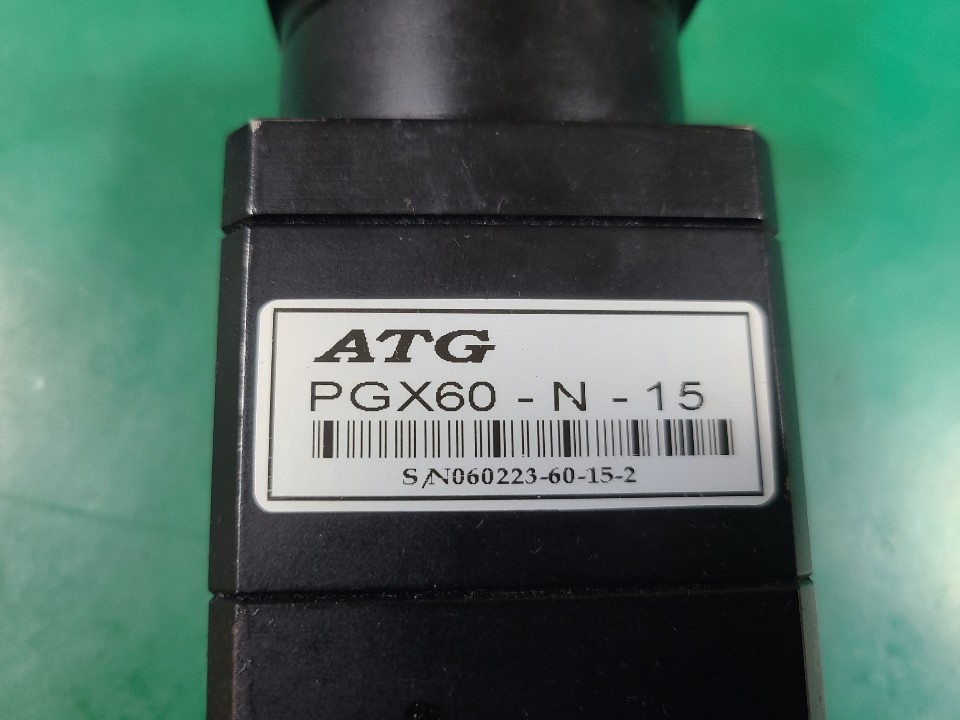 ATG
PGX60 - N - 15
S/N060223-60-15-2